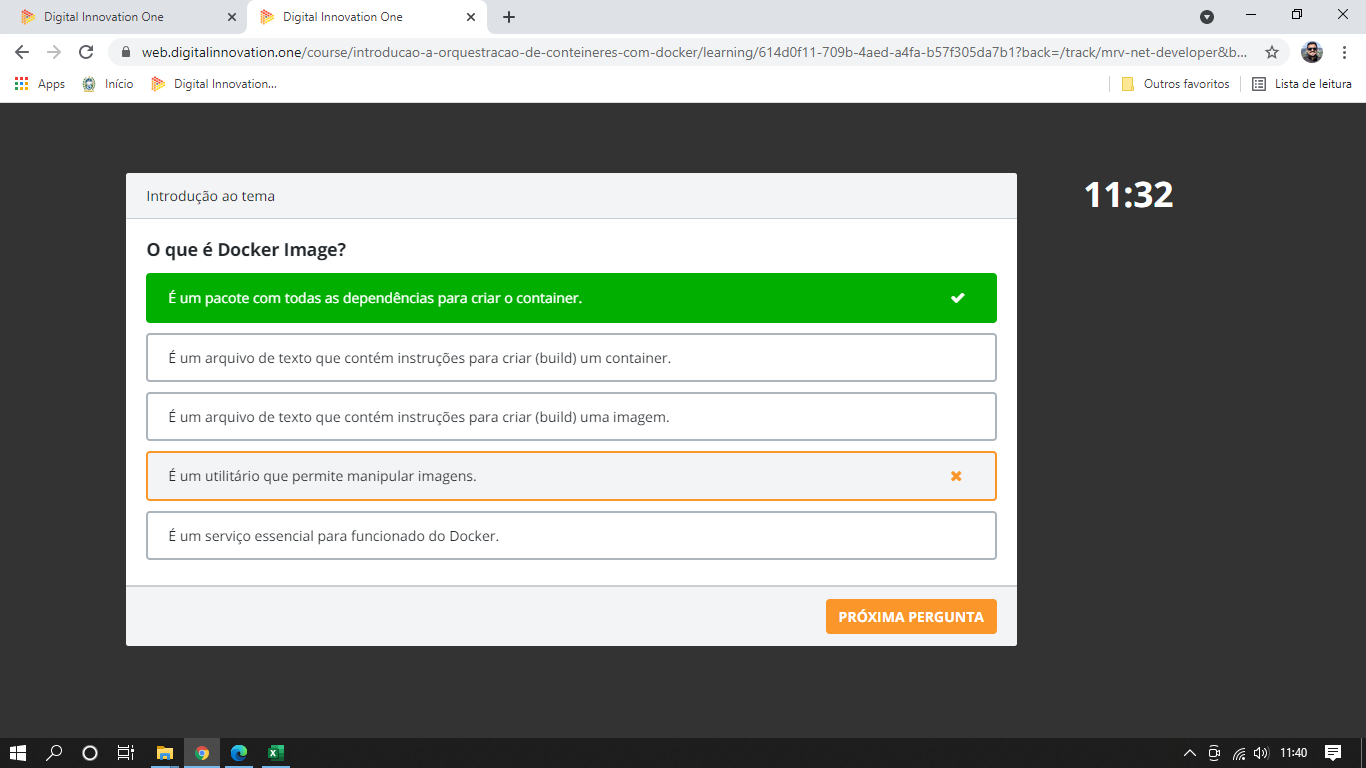 Digital Innovation One
Digital Innovation One
web.digitalinnovation.one/course/introducao-a-orquestracao-de-conteineres-com-docker/learning/614d0f11-709b-4aed-a4fa-b57f305da7b1?back=/track/mrv-net-developer&b...
Apps
Início
Digital Innovation...
Outros favoritos
Lista de leitura
Introdução ao tema
11:32
O que é Docker Image?
É um pacote com todas as dependências para criar o container.
É um arquivo de texto que contém instruções para criar (build) um container.
É um arquivo de texto que contém instruções para criar (build) uma imagem.
É um utilitário que permite manipular imagens.
É um serviço essencial para funcionado do Docker.
PRÓXIMA PERGUNTA
11:40